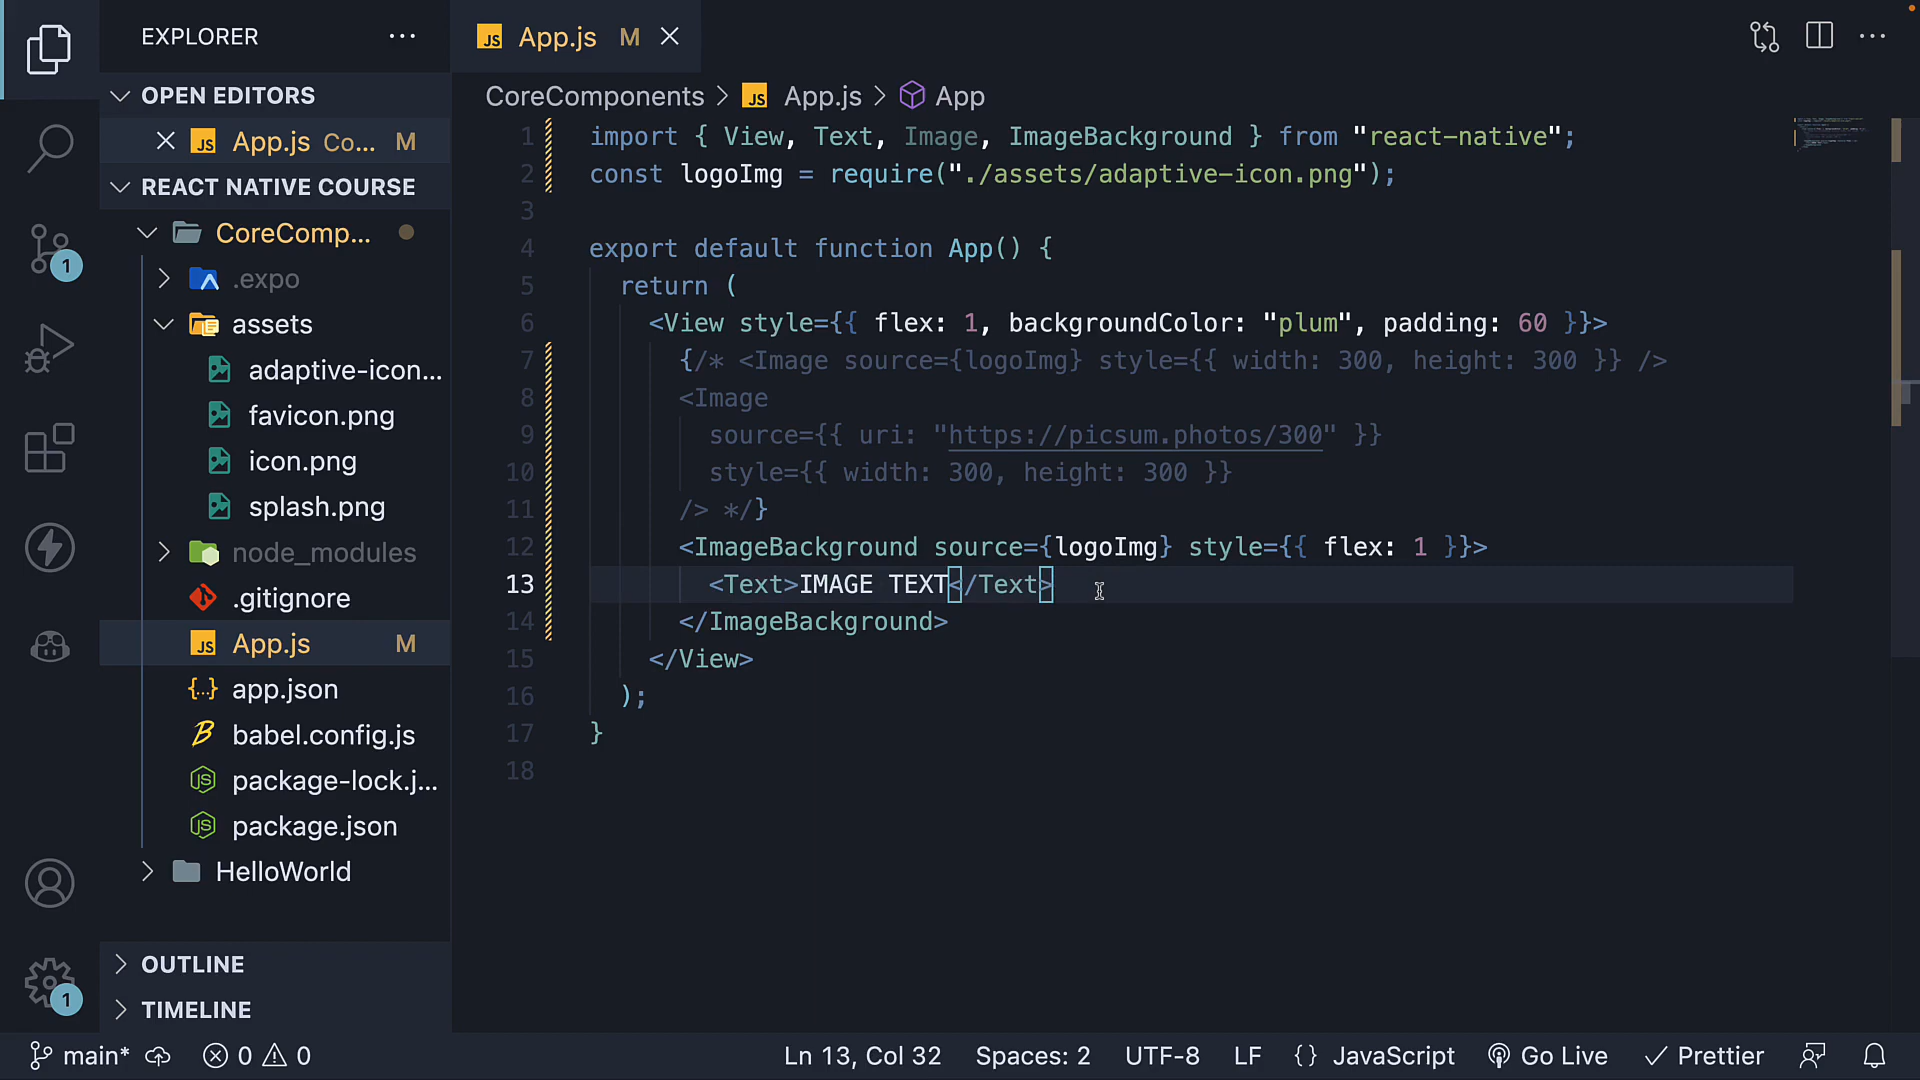 EXPLORER ···
OPEN EDITORS
JS App.js Co... M
REACT NATIVE COURSE
CoreComp...
.expo
assets
adaptive-icon...
favicon.png
icon.png
splash.png
node_modules
.gitignore
JS App.js M
app.json
babel.config.js
package-lock.j...
package.json
HelloWorld
OUTLINE
TIMELINE
1
1
JS App.js M
CoreComponents > JS App.js > App
1 import { View, Text, Image, ImageBackground } from "react-native";
2 const logoImg = require("./assets/adaptive-icon.png");
3
4 export default function App() {
5 return (
6 <View style={{ flex: 1, backgroundColor: "plum", padding: 60 }}>
7 {/* <Image source={logoImg} style={{ width: 300, height: 300 }} />
8 <Image
9 source={{ uri: "https://picsum.photos/300" }}
10 style={{ width: 300, height: 300 }}
11 /> */}
12 <ImageBackground source={logoImg} style={{ flex: 1 }}>
13 <Text>IMAGE TEXT</Text>
14 </ImageBackground>
15 </View>
16 );
17 }
18
main* 0 0 Ln 13, Col 32 Spaces: 2 UTF-8 LF {} JavaScript Go Live Prettier